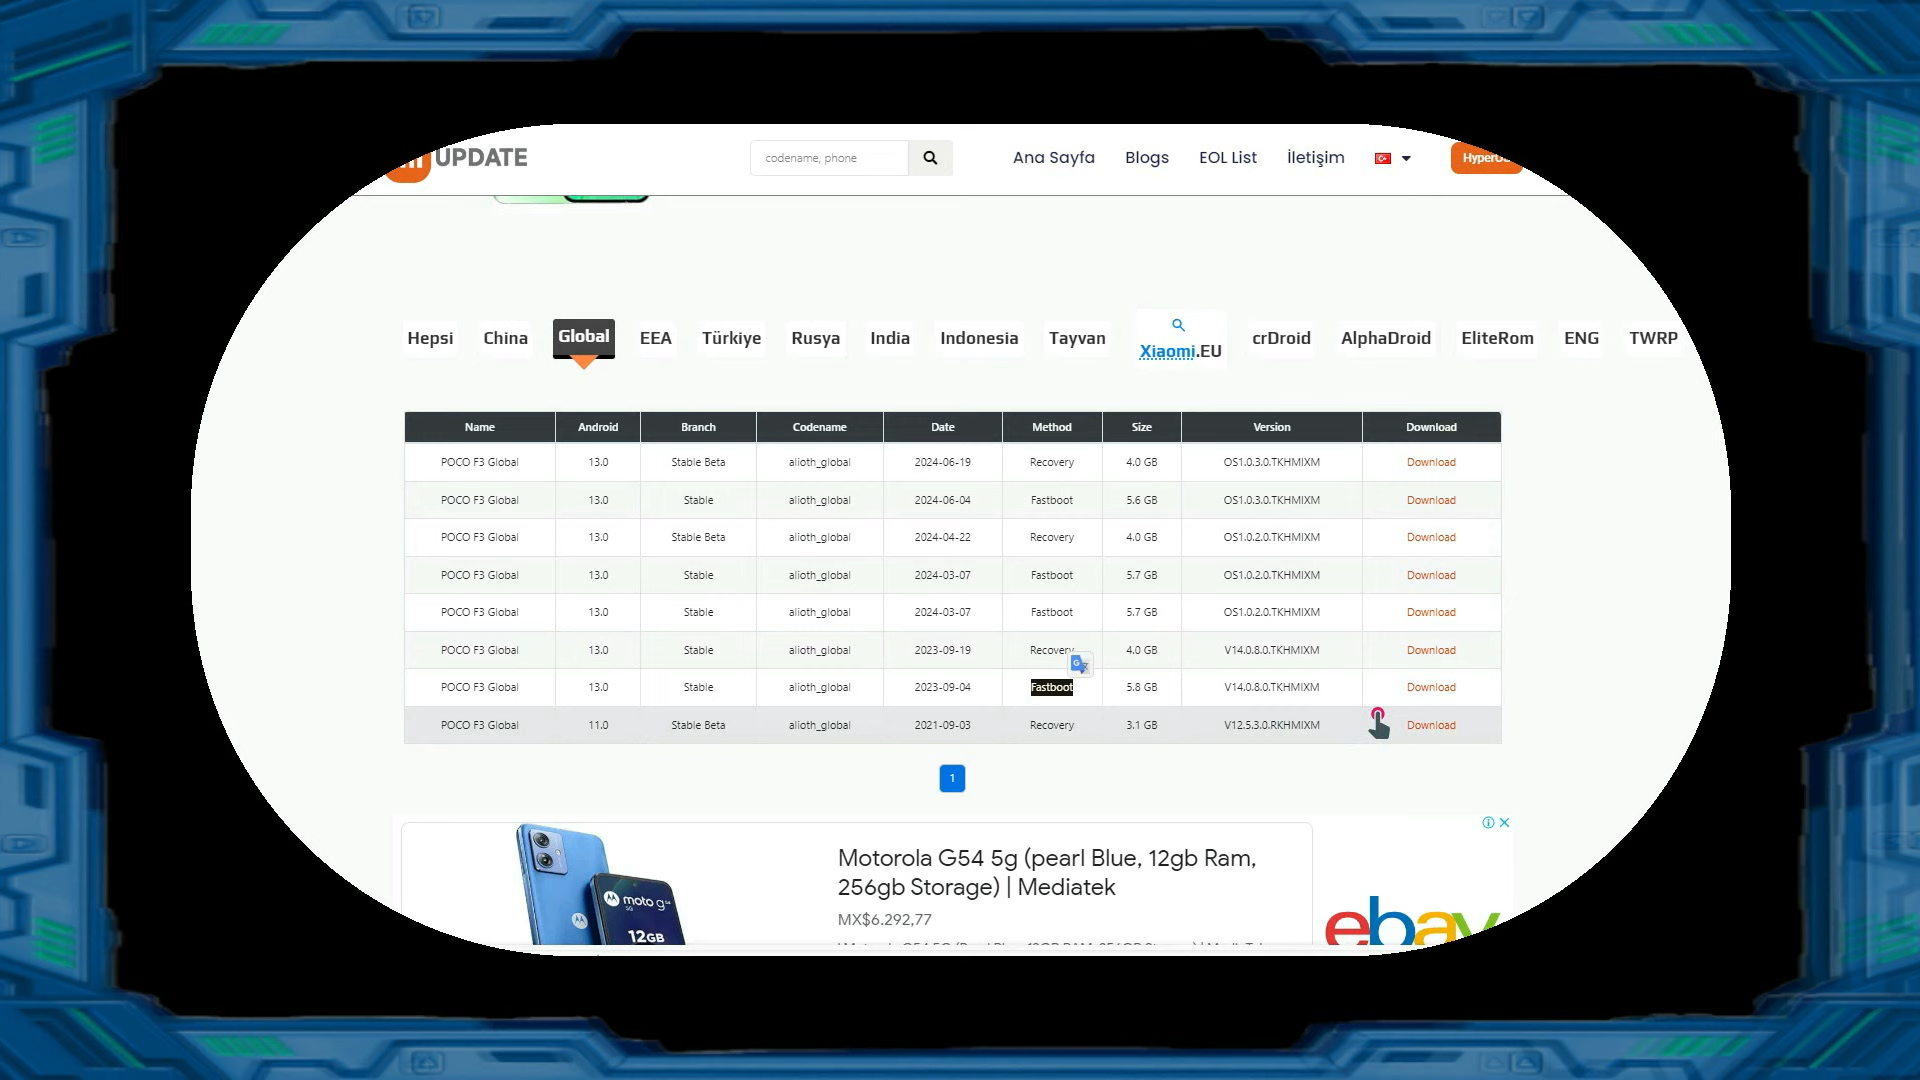 UPDATE
codename, phone
Ana Sayfa Blogs EOL List İletişim
Hepsi China Global EEA Türkiye Rusya India Indonesia Tayvan Xiaomi.EU crDroid AlphaDroid EliteRom ENG TWRP
Name Android Branch Codename Date Method Size Version Download
POCO F3 Global 13.0 Stable Beta alioth_global 2024-06-19 Recovery 4.0 GB OS1.0.3.0.TKHMIXM Download
POCO F3 Global 13.0 Stable alioth_global 2024-06-04 Fastboot 5.6 GB OS1.0.3.0.TKHMIXM Download
POCO F3 Global 13.0 Stable Beta alioth_global 2024-04-22 Recovery 4.0 GB OS1.0.2.0.TKHMIXM Download
POCO F3 Global 13.0 Stable alioth_global 2024-03-07 Fastboot 5.7 GB OS1.0.2.0.TKHMIXM Download
POCO F3 Global 13.0 Stable alioth_global 2024-03-07 Fastboot 5.7 GB OS1.0.2.0.TKHMIXM Download
POCO F3 Global 13.0 Stable alioth_global 2023-09-19 Recovery 4.0 GB V14.0.8.0.TKHMIXM Download
POCO F3 Global 13.0 Stable alioth_global 2023-09-04 Fastboot 5.8 GB V14.0.8.0.TKHMIXM Download
POCO F3 Global 11.0 Stable Beta alioth_global 2021-09-03 Recovery 3.1 GB V12.5.3.0.RKHMIXM Download
1
Motorola G54 5g (pearl Blue, 12gb Ram,
256gb Storage) | Mediatek
MX$6.292,77
moto g54
12GB
ebay